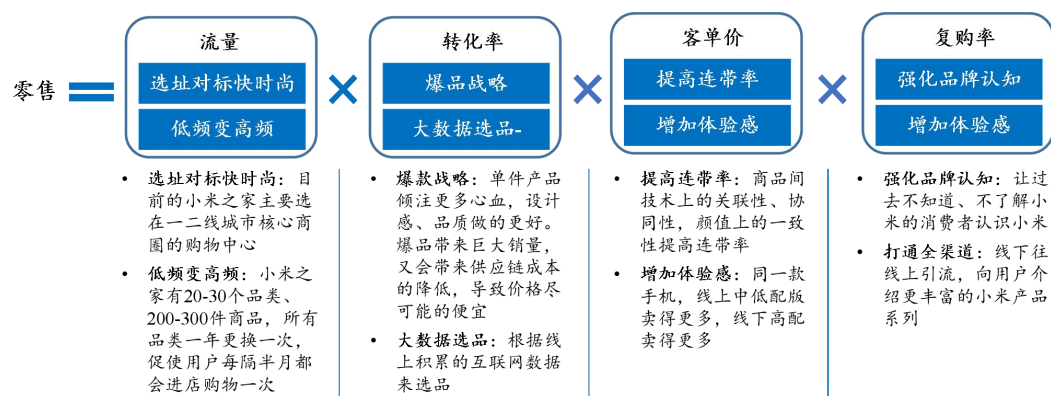 零售
流量
选址对标快时尚
低频变高频
转化率
爆品战略
大数据选品-
客单价
提高连带率
增加体验感
复购率
强化品牌认知
增加体验感
• 选址对标快时尚：目
前的小米之家主要选
在一二线城市核心商
圈的购物中心
• 低频变高频：小米之
家有20-30个品类、
200-300件商品，所有
品类一年更换一次，
促使用户每隔半月都
会进店购物一次
• 爆款战略：单件产品
倾注更多心血，设计
感、品质做的更好。
爆品带来巨大销量，
又会带来供应链成本
的降低，导致价格尽
可能的便宜
• 大数据选品：根据线
上积累的互联网数据
来选品
• 提高连带率：商品间
技术上的关联性、协
同性，颜值上的一致
性提高连带率
• 增加体验感：同一款
手机，线上中低配版
卖得更多，线下高配
卖得更多
• 强化品牌认知：让过
去不知道、不了解小
米的消费者认识小米
• 打通全渠道：线下往
线上引流，向用户介
绍更丰富的小米产品
系列